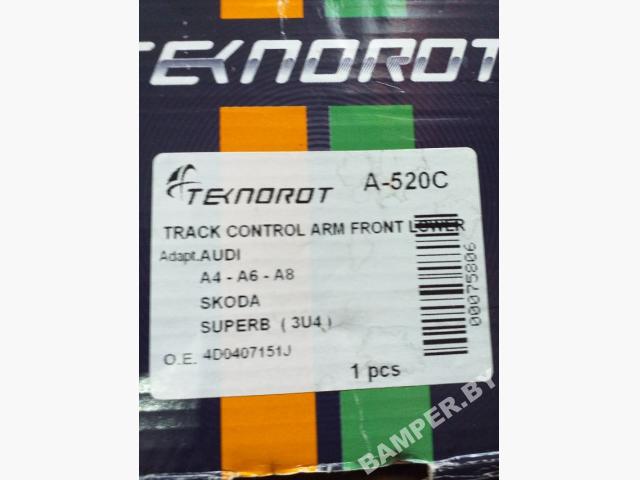 TEKNOROT
TEKNOROT A-520C
TRACK CONTROL ARM FRONT LOWER
Adapt. AUDI
A4 - A6 - A8
SKODA
SUPERB ( 3U4 )
O.E. 4D0407151J
1 pcs
00075806
BAMPER.BY